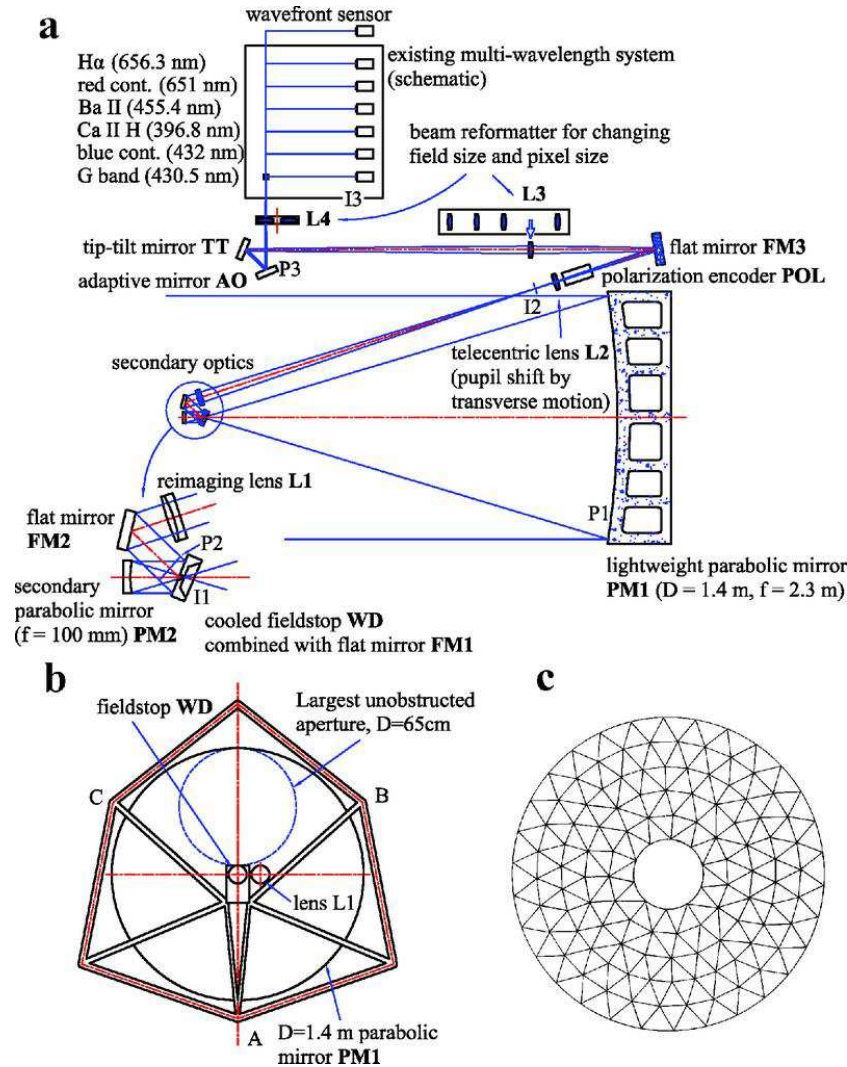 a
wavefront sensor
existing multi-wavelength system
(schematic)
Hα (656.3 nm)
red cont. (651 nm)
Ba II (455.4 nm)
Ca II H (396.8 nm)
blue cont. (432 nm)
G band (430.5 nm)
I3
beam reformatter for changing
field size and pixel size
L4
L3
tip-tilt mirror TT
P3
adaptive mirror AO
flat mirror FM3
polarization encoder POL
I2
secondary optics
telecentric lens L2
(pupil shift by
transverse motion)
reimaging lens L1
flat mirror
FM2
P2
P1
secondary
parabolic mirror
(f = 100 mm) PM2
I1
cooled fieldstop WD
combined with flat mirror FM1
lightweight parabolic mirror
PM1 (D = 1.4 m, f = 2.3 m)
b
fieldstop WD
Largest unobstructed
aperture, D=65cm
C
B
lens L1
A
D=1.4 m parabolic
mirror PM1
c